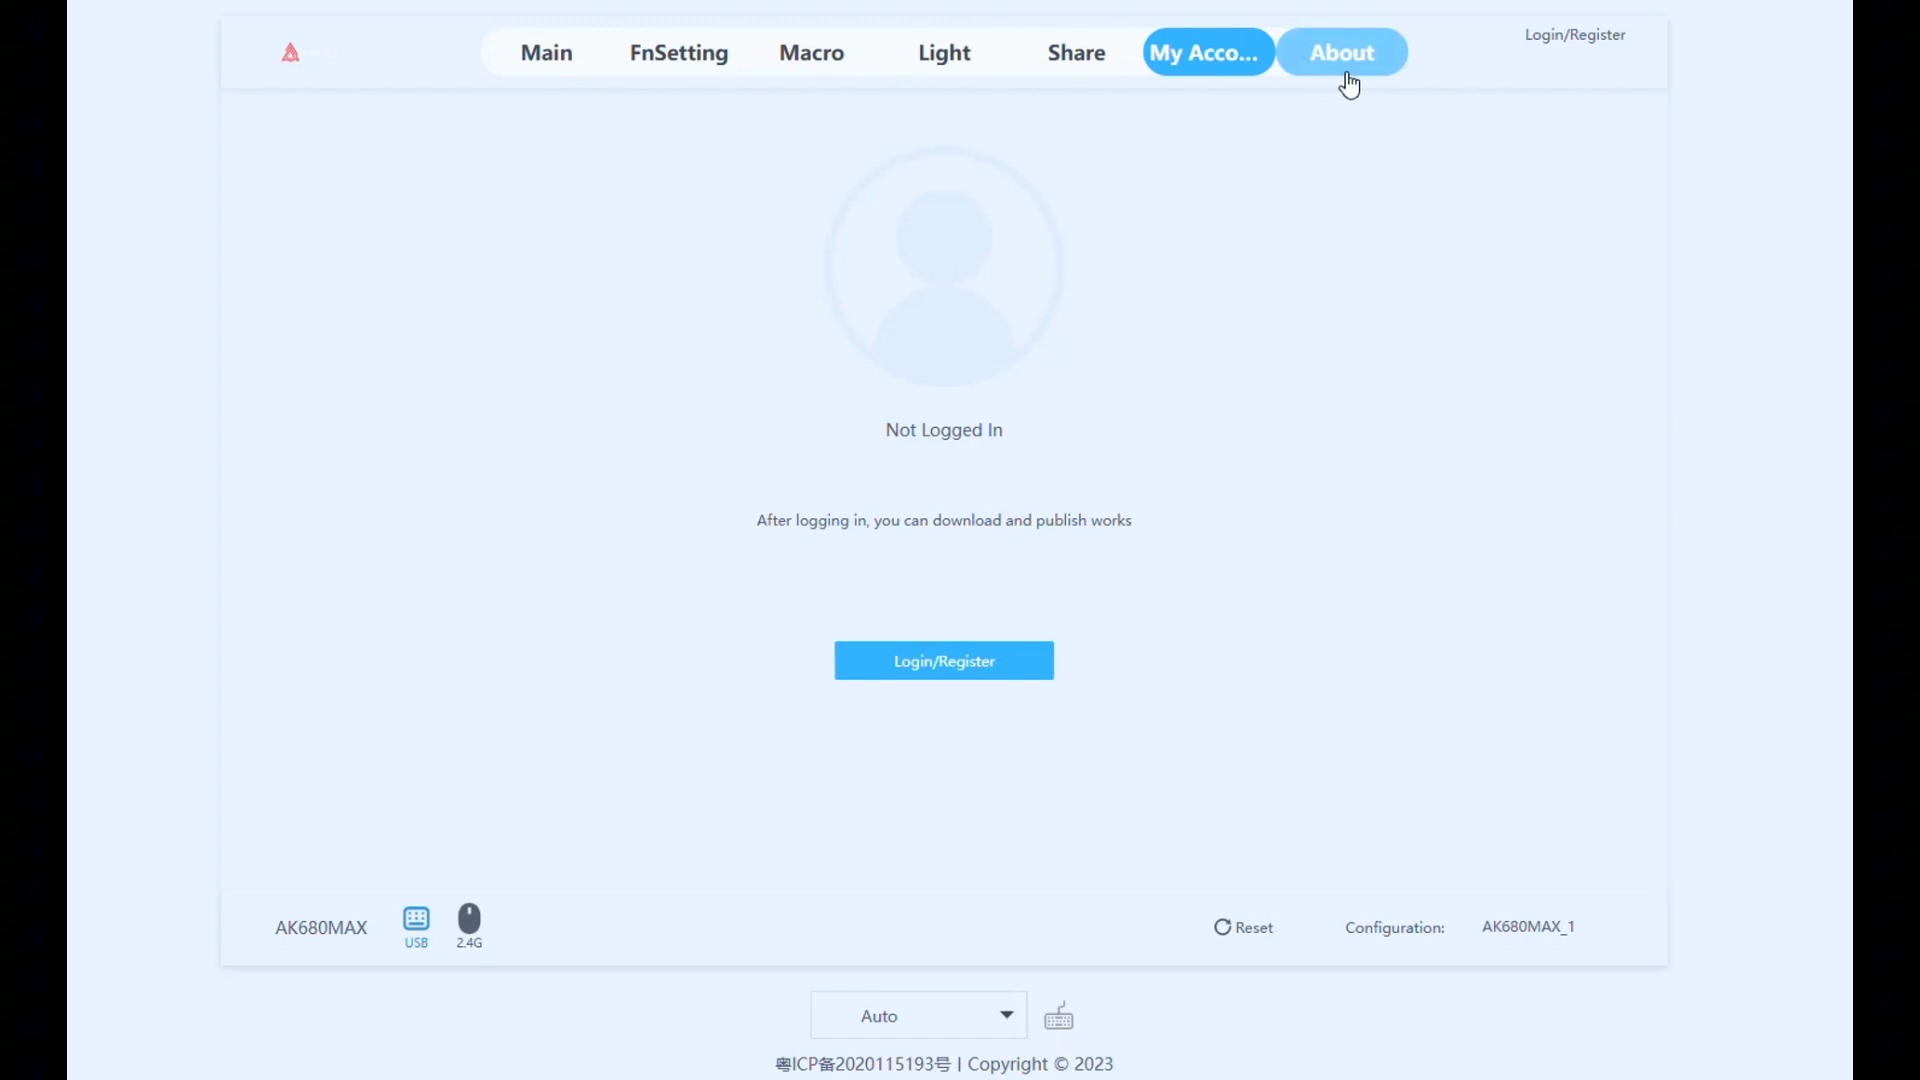 Main FnSetting Macro Light Share My Acco... About Login/Register
Not Logged In
After logging in, you can download and publish works
Login/Register
AK680MAX USB 2.4G Reset Configuration: AK680MAX_1
Auto
粤ICP备2020115193号 | Copyright © 2023